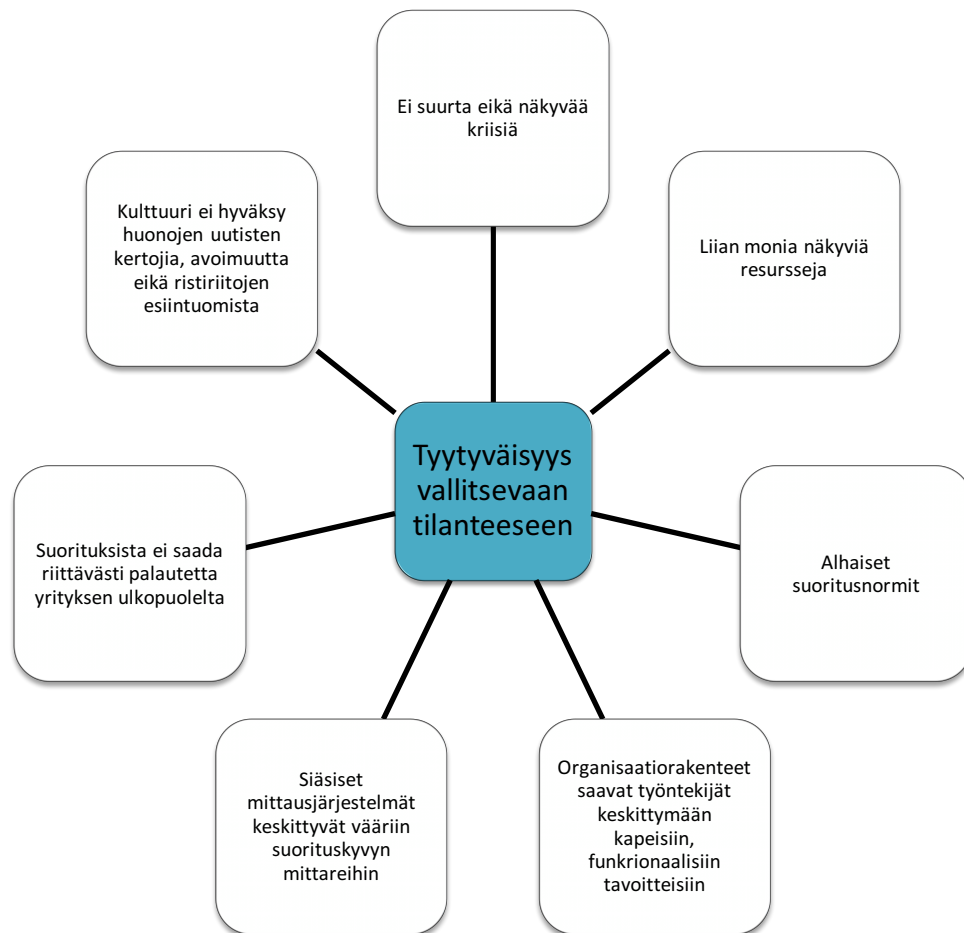 Ei suurta eikä näkyvää
kriisiä
Liian monia näkyviä
resursseja
Alhaiset
suoritusnormit
Organisaatiorakenteet
saavat työntekijät
keskittymään
kapeisiin,
funkrionaalisiin
tavoitteisiin
Siäsiset
mittausjärjestelmät
keskittyvät vääriin
suorituskyvyn
mittareihin
Suorituksista ei saada
riittävästi palautetta
yrityksen ulkopuolelta
Kulttuuri ei hyväksy
huonojen uutisten
kertojia, avoimuutta
eikä ristiriitojen
esiintuomista
Tyytyväisyys
vallitsevaan
tilanteeseen